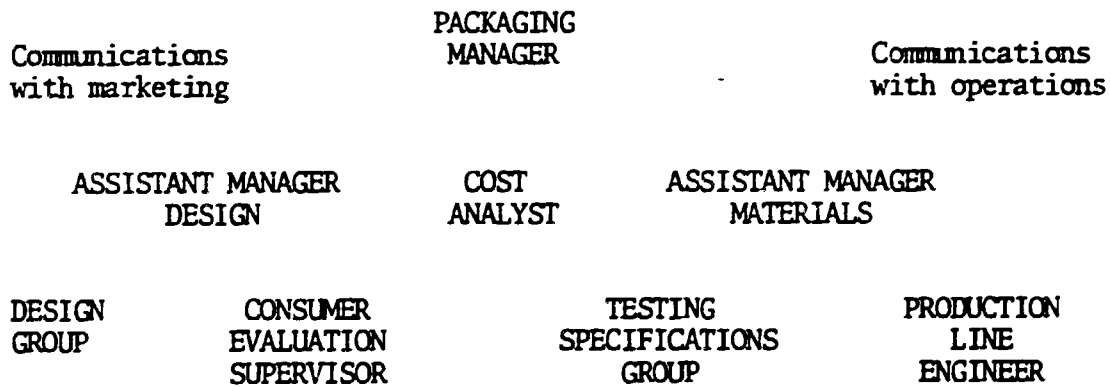 PACKAGING
MANAGER
Communications
with marketing
Communications
with operations
ASSISTANT MANAGER
DESIGN
COST
ANALYST
ASSISTANT MANAGER
MATERIALS
DESIGN
GROUP
CONSUMER
EVALUATION
SUPERVISOR
TESTING
SPECIFICATIONS
GROUP
PRODUCTION
LINE
ENGINEER